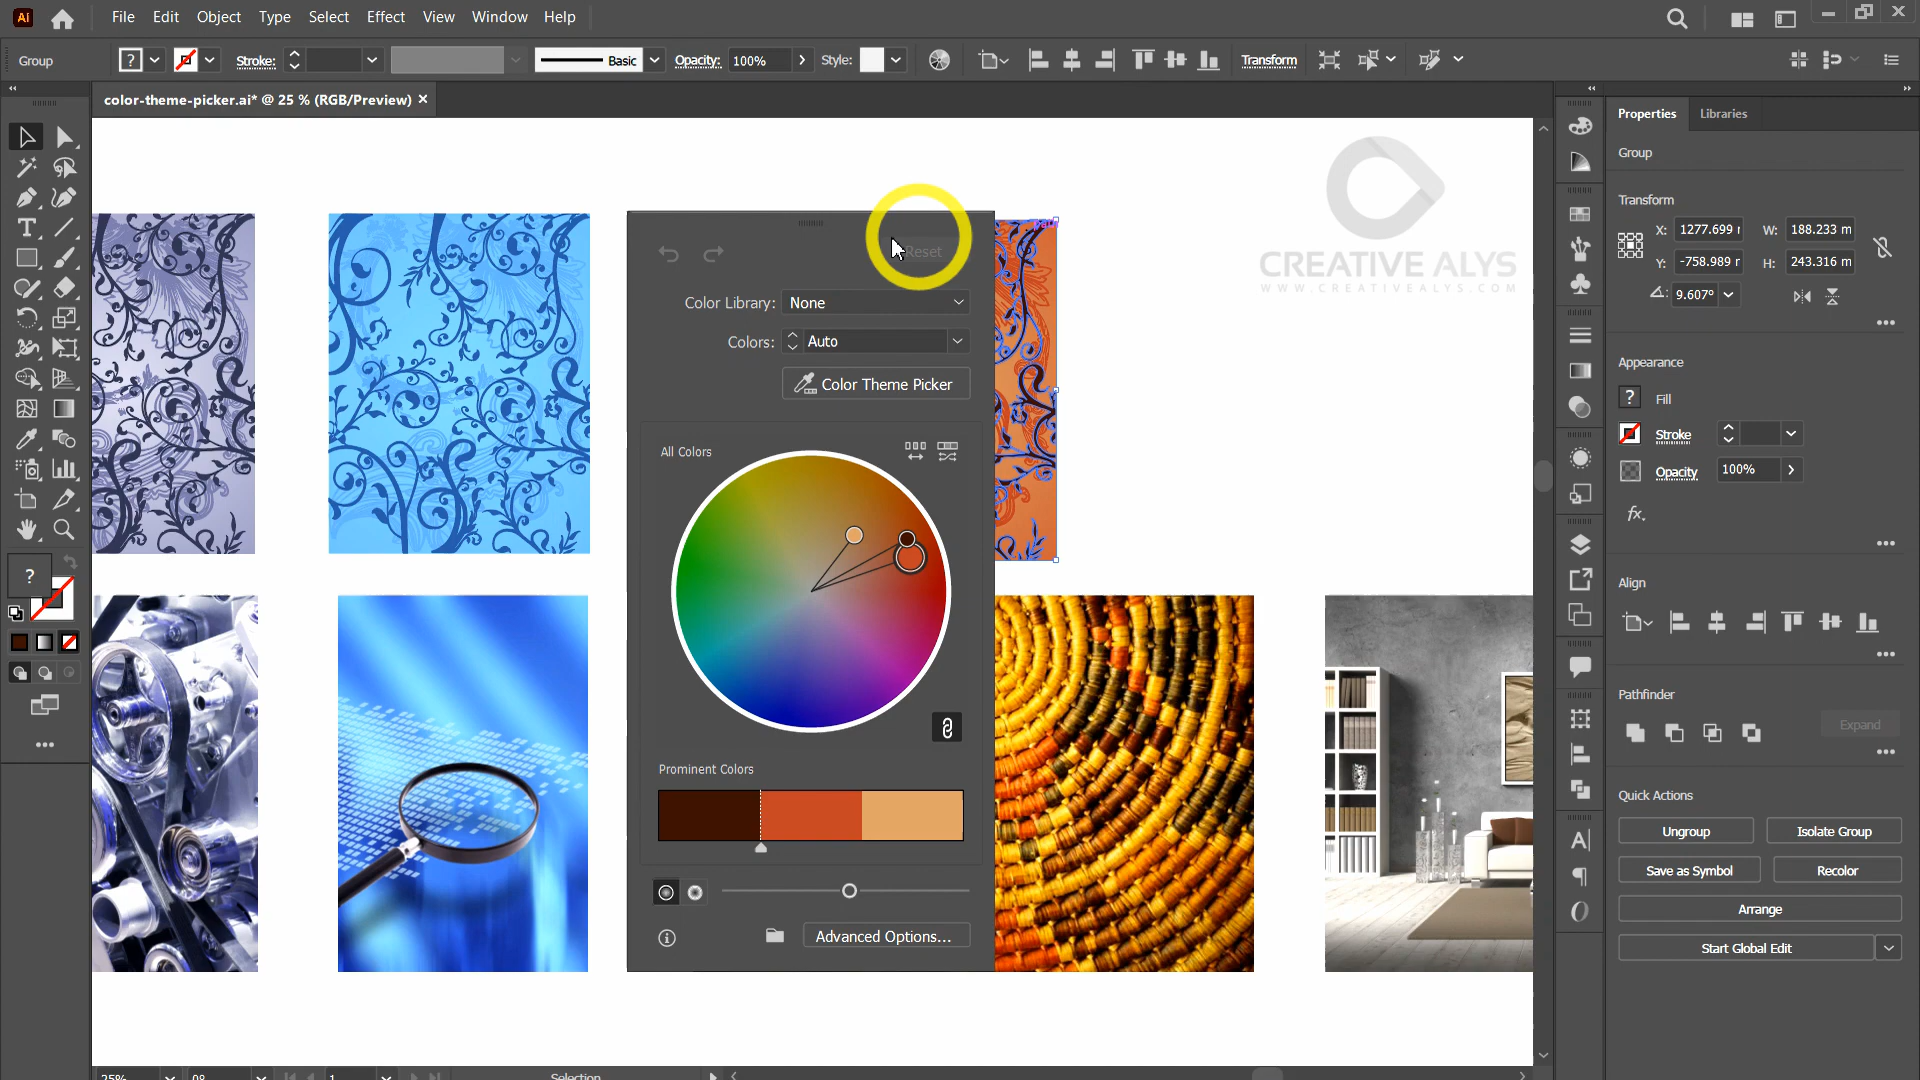 Ai File Edit Object Type Select Effect View Window Help
Group ? Stroke: Basic Opacity: 100% Style: Transform
color-theme-picker.ai* @ 25 % (RGB/Preview) ×
Properties Libraries
Group
Transform
X: 1277.699 W: 188.233 m
Y: -758.989 H: 243.316 m
9.607°
CREATIVE ALYS
WWW.CREATIVEALYS.COM
Reset
Color Library: None
Colors: Auto
Color Theme Picker
All Colors
Prominent Colors
Advanced Options...
Appearance
? Fill
Stroke
Opacity 100%
fx.
Align
Pathfinder
Expand
Quick Actions
Ungroup Isolate Group
Save as Symbol Recolor
Arrange
Start Global Edit
?
25% 0° 1 Selection